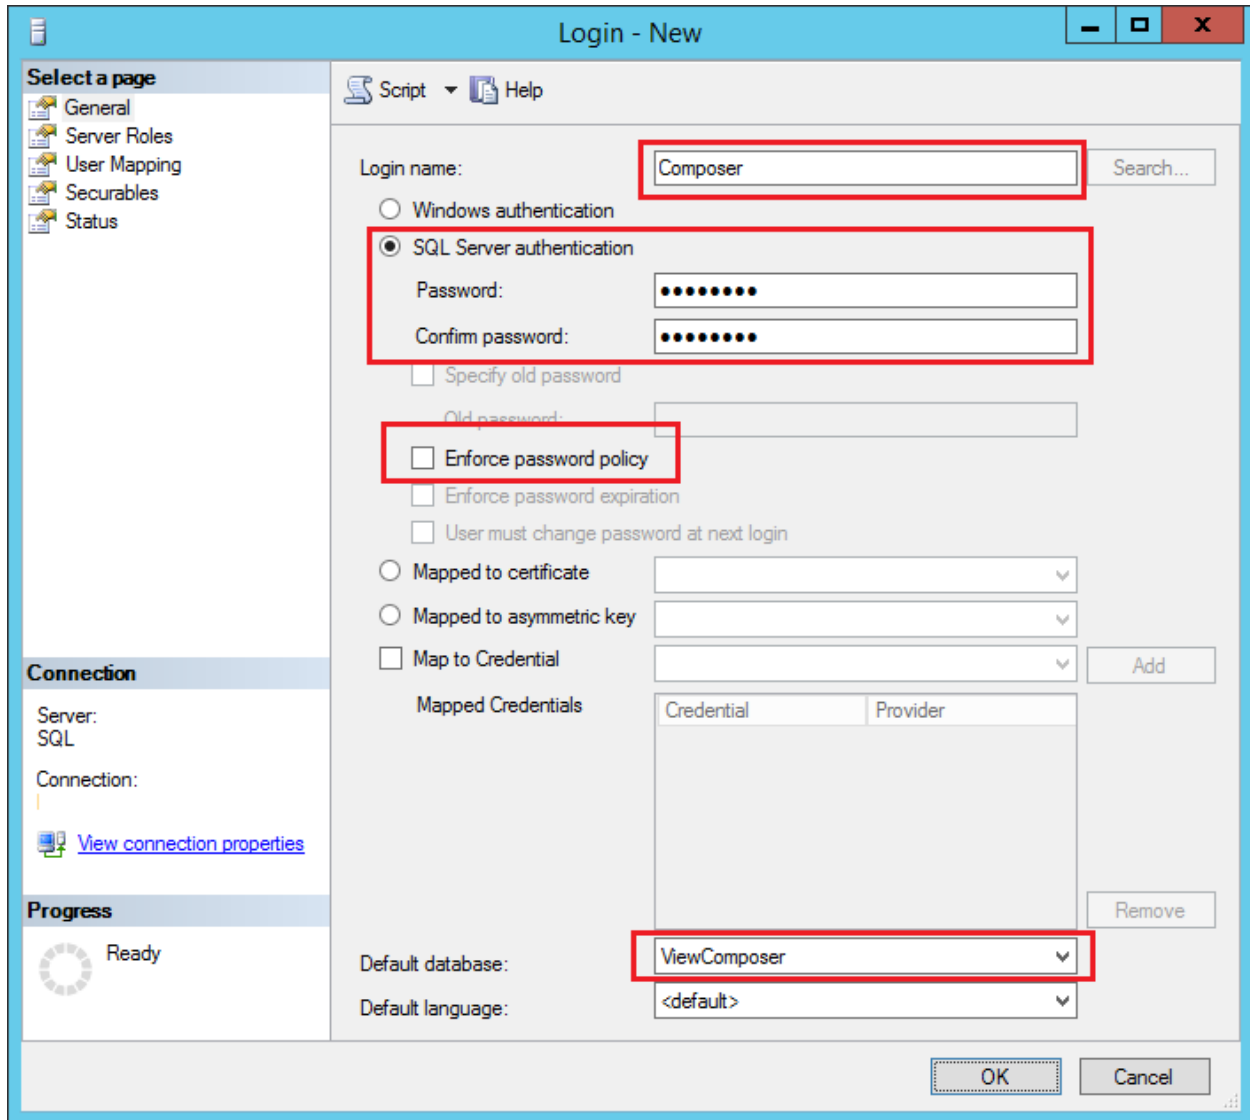 Login - New
Select a page
General
Server Roles
User Mapping
Securables
Status
Script Help
Login name: Composer Search...
Windows authentication
SQL Server authentication
Password: ●●●●●●●●
Confirm password: ●●●●●●●●
Specify old password
Old password:
Enforce password policy
Enforce password expiration
User must change password at next login
Mapped to certificate
Mapped to asymmetric key
Map to Credential Add
Mapped Credentials Credential Provider
Remove
Default database: ViewComposer
Default language: <default>
Connection
Server:
SQL
Connection:
View connection properties
Progress
Ready
OK Cancel